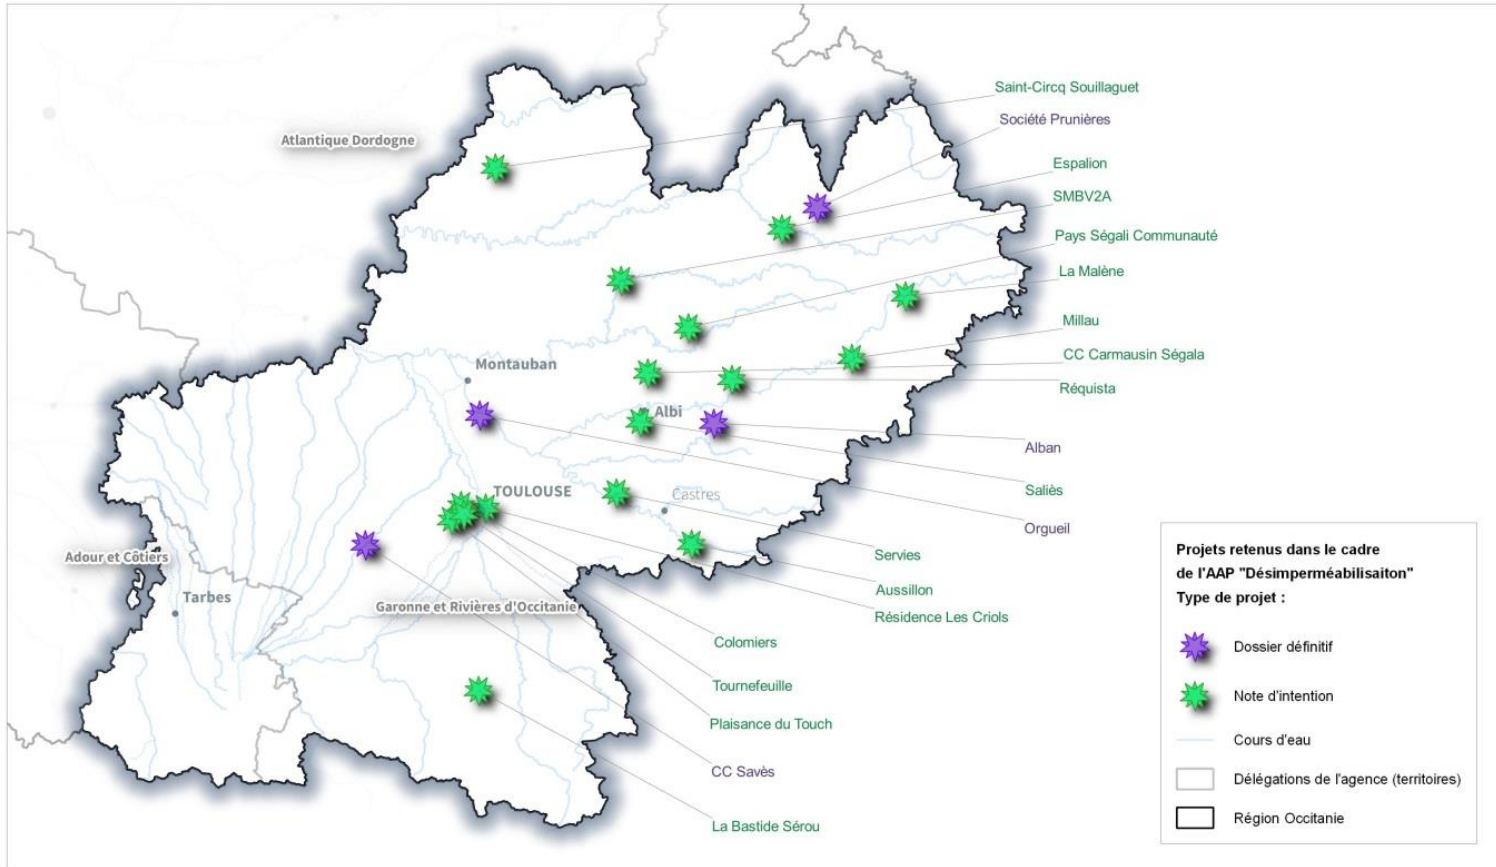 Saint-Circq Souillaguet
Société Prunières
Atlantique Dordogne
Espalion
SMBV2A
Pays Ségali Communauté
La Malène
Millau
CC Carmausin Ségala
Montauban
Réquista
Albi
Alban
TOULOUSE
Saliès
Castres
Orgueil
Adour et Côtiers
Servies
Tarbes
Aussillon
Garonne et Rivières d'Occitanie
Résidence Les Criols
Colomiers
Tournefeuille
Plaisance du Touch
CC Savès
La Bastide Sérou
Projets retenus dans le cadre
de l'AAP "Désimperméabilisaiton"
Type de projet :
Dossier définitif
Note d'intention
Cours d'eau
Délégations de l'agence (territoires)
Région Occitanie